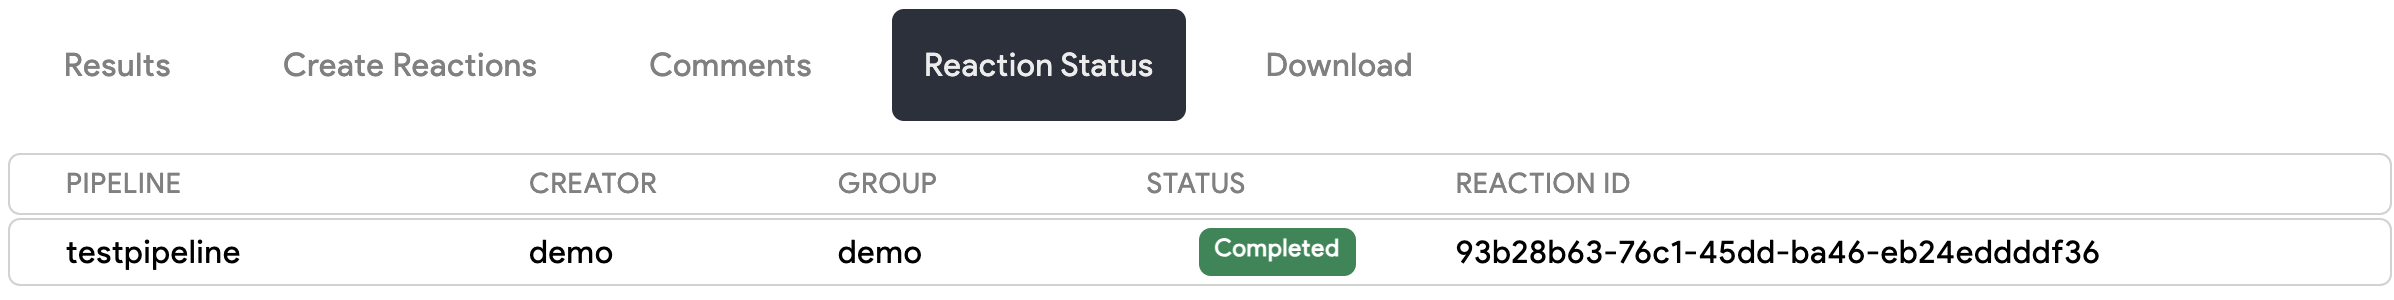 Results Create Reactions Comments Reaction Status Download
PIPELINE CREATOR GROUP STATUS REACTION ID
testpipeline demo demo Completed 93b28b63-76c1-45dd-ba46-eb24eddddf36